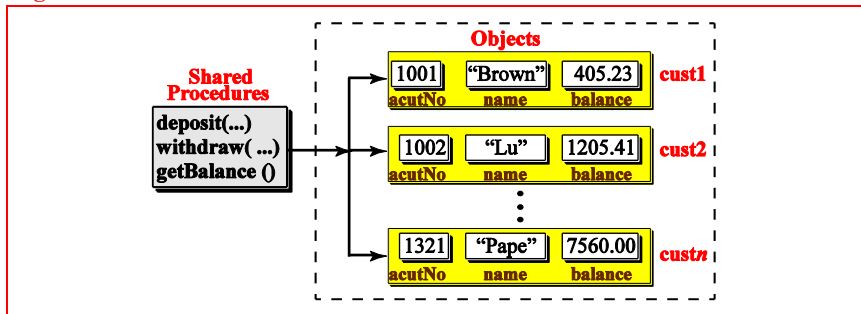 Objects
Shared
Procedures
deposit(...)
withdraw( ...)
getBalance ()
1001 “Brown” 405.23 cust1
acutNo name balance
1002 “Lu” 1205.41 cust2
acutNo name balance
1321 “Pape” 7560.00 custn
acutNo name balance